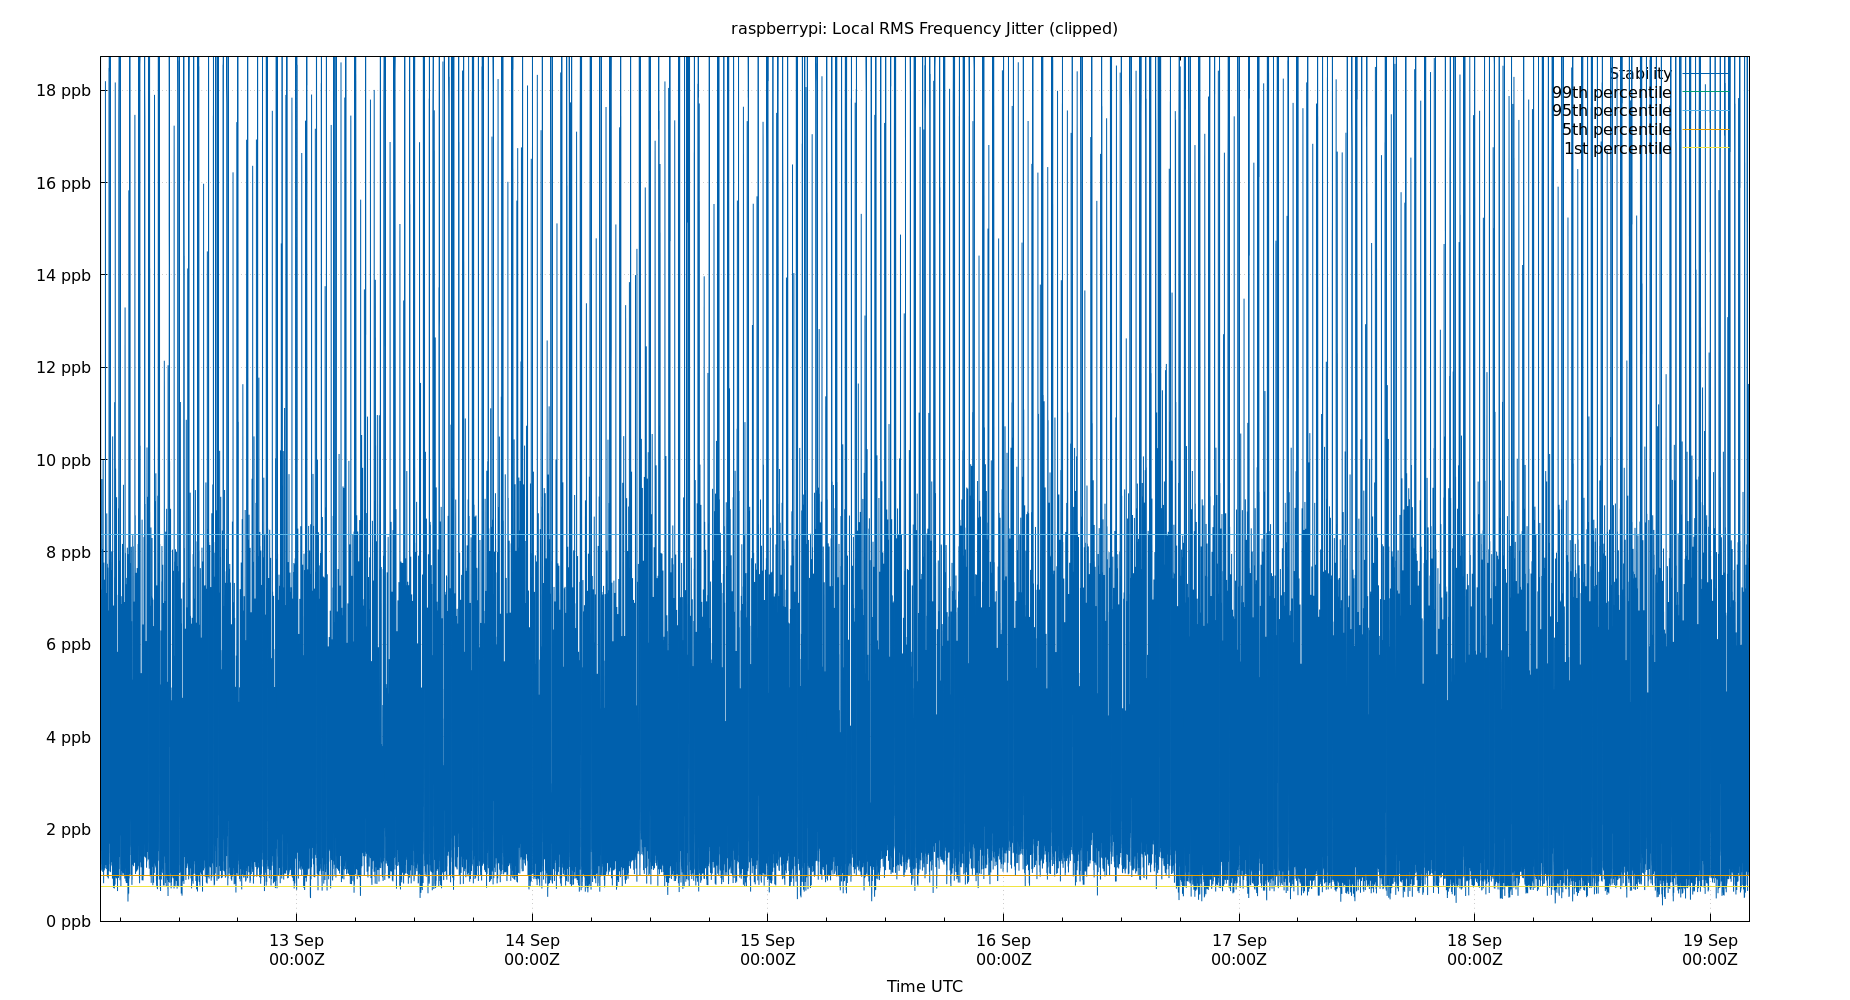 raspberrypi: Local RMS Frequency Jitter (clipped)
18 ppb
16 ppb
14 ppb
12 ppb
10 ppb
8 ppb
6 ppb
4 ppb
2 ppb
0 ppb
Stability
99th percentile
95th percentile
5th percentile
1st percentile
13 Sep
00:00Z
14 Sep
00:00Z
15 Sep
00:00Z
16 Sep
00:00Z
17 Sep
00:00Z
18 Sep
00:00Z
19 Sep
00:00Z
Time UTC